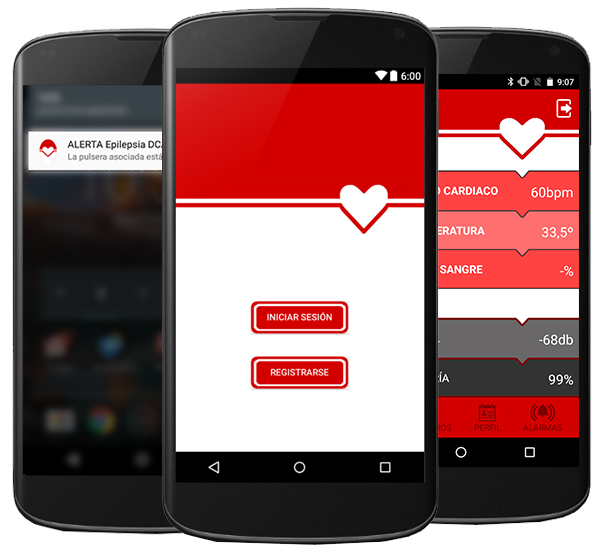 ALERTA Epilepsia DC
La pulsera asociada está
6:00
INICIAR SESIÓN
REGISTRARSE
9:07
CARDIACO 60bpm
ERATURA 33,5º
SANGRE -%
-68db
ÍA 99%
IOS PERFIL ALARMAS